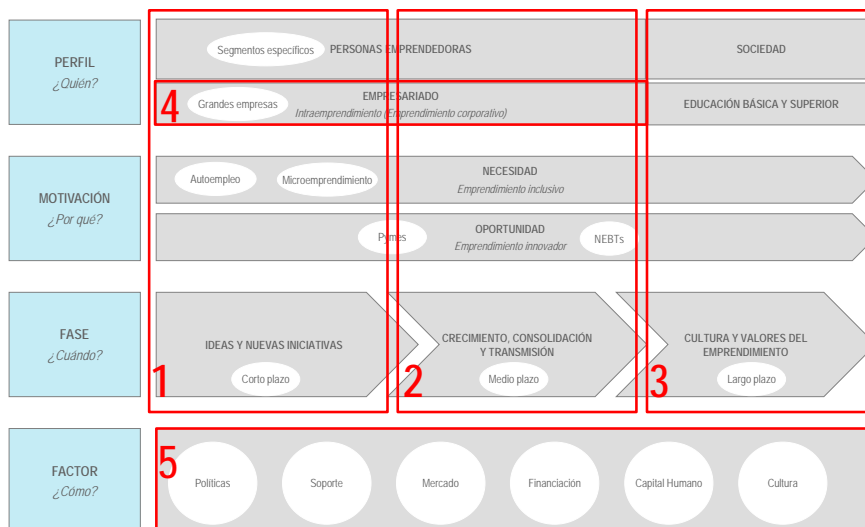 PERFIL
¿Quién?
Segmentos específicos
PERSONAS EMPRENDEDORAS
SOCIEDAD
4
Grandes empresas
EMPRESARIADO
Intraemprendimiento (Emprendimiento corporativo)
EDUCACIÓN BÁSICA Y SUPERIOR
MOTIVACIÓN
¿Por qué?
Autoempleo
Microemprendimiento
NECESIDAD
Emprendimiento inclusivo
Pymes
OPORTUNIDAD
Emprendimiento innovador
NEBTs
FASE
¿Cuándo?
IDEAS Y NUEVAS INICIATIVAS
Corto plazo
1
CRECIMIENTO, CONSOLIDACIÓN
Y TRANSMISIÓN
Medio plazo
2
CULTURA Y VALORES DEL
EMPRENDIMIENTO
Largo plazo
3
FACTOR
¿Cómo?
5
Políticas
Soporte
Mercado
Financiación
Capital Humano
Cultura